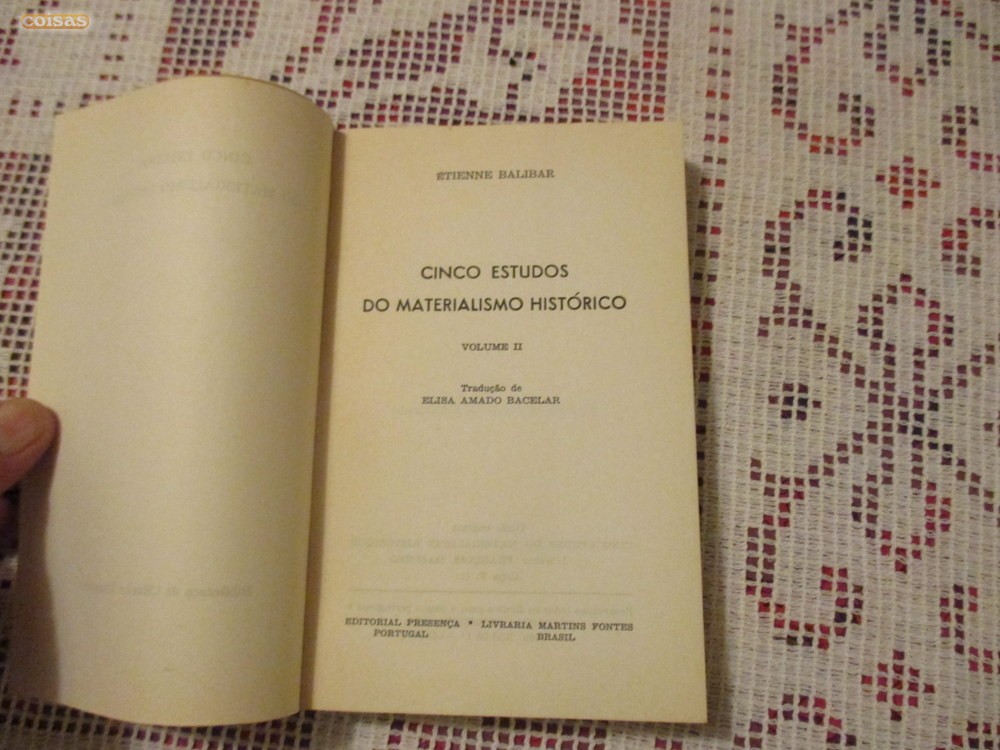 coisas
ÉTIENNE BALIBAR
CINCO ESTUDOS
DO MATERIALISMO HISTÓRICO
VOLUME II
Tradução de
ELISA AMADO BACELAR
EDITORIAL PRESENÇA * LIVRARIA MARTINS FONTES
PORTUGAL BRASIL